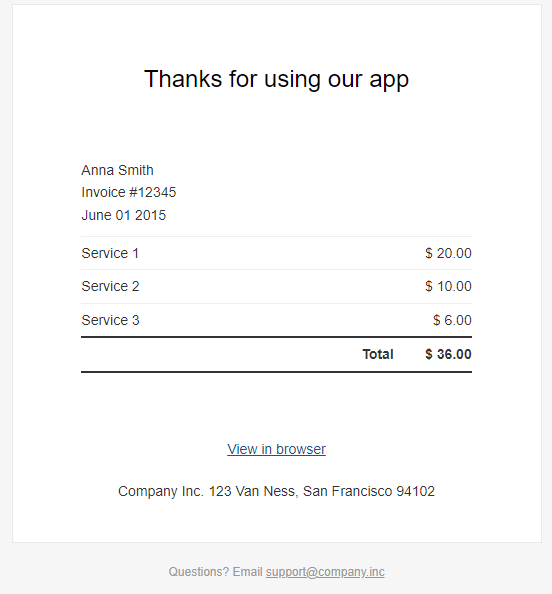 Thanks for using our app
Anna Smith
Invoice #12345
June 01 2015
Service 1 $ 20.00
Service 2 $ 10.00
Service 3 $ 6.00
Total $ 36.00
View in browser
Company Inc. 123 Van Ness, San Francisco 94102
Questions? Email support@company.inc